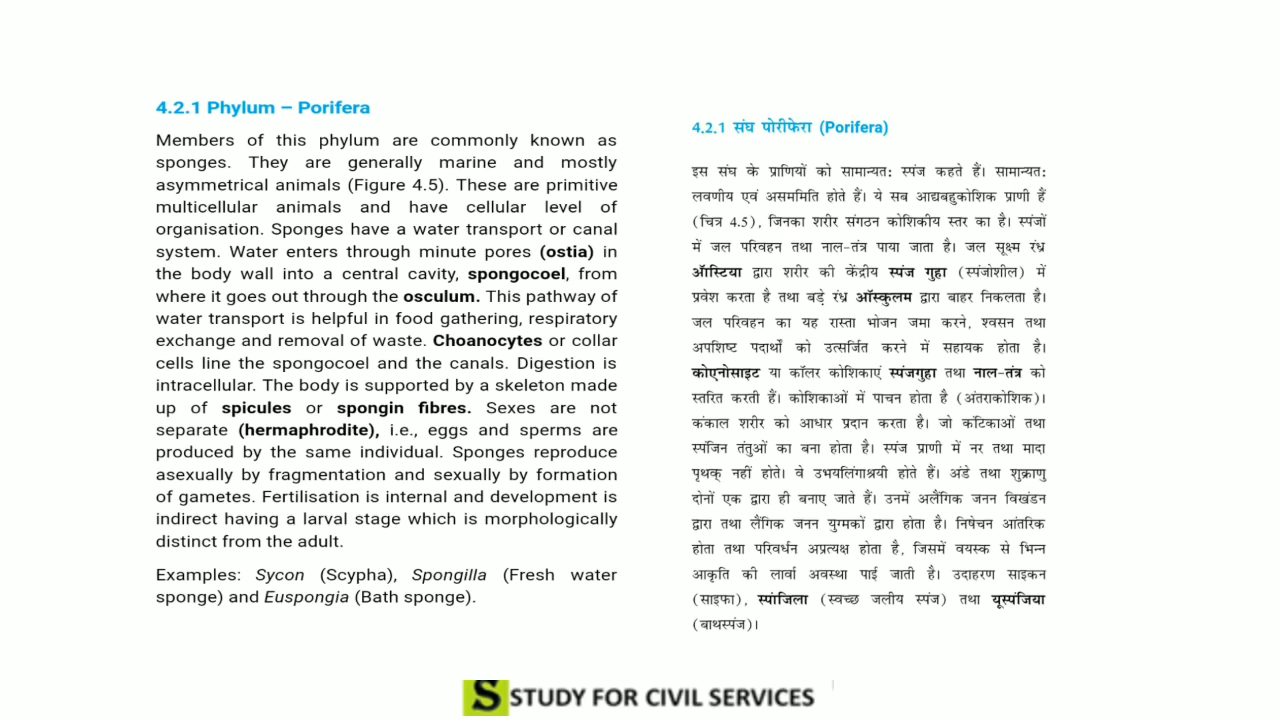 4.2.1 Phylum – Porifera
Members of this phylum are commonly known as
sponges. They are generally marine and mostly
asymmetrical animals (Figure 4.5). These are primitive
multicellular animals and have cellular level of
organisation. Sponges have a water transport or canal
system. Water enters through minute pores (ostia) in
the body wall into a central cavity, spongocoel, from
where it goes out through the osculum. This pathway of
water transport is helpful in food gathering, respiratory
exchange and removal of waste. Choanocytes or collar
cells line the spongocoel and the canals. Digestion is
intracellular. The body is supported by a skeleton made
up of spicules or spongin fibres. Sexes are not
separate (hermaphrodite), i.e., eggs and sperms are
produced by the same individual. Sponges reproduce
asexually by fragmentation and sexually by formation
of gametes. Fertilisation is internal and development is
indirect having a larval stage which is morphologically
distinct from the adult.
Examples: Sycon (Scypha), Spongilla (Fresh water
sponge) and Euspongia (Bath sponge).
4.2.1 संघ पोरीफेरा (Porifera)
इस संघ के प्राणियों को सामान्यत: स्पंज कहते हैं। सामान्यत:
लवणीय एवं असममिति होते हैं। ये सब आद्यबहुकोशिक प्राणी हैं
(चित्र 4.5), जिनका शरीर संगठन कोशिकीय स्तर का है। स्पंजों
में जल परिवहन तथा नाल-तंत्र पाया जाता है। जल सूक्ष्म रंध्र
ऑस्टिया द्वारा शरीर की केंद्रीय स्पंज गुहा (स्पंजोशील) में
प्रवेश करता है तथा बड़े रंध्र ऑस्कुलम द्वारा बाहर निकलता है।
जल परिवहन का यह रास्ता भोजन जमा करने, श्वसन तथा
अपशिष्ट पदार्थों को उत्सर्जित करने में सहायक होता है।
कोएनोसाइट या कॉलर कोशिकाएं स्पंजगुहा तथा नाल-तंत्र को
स्तरित करती हैं। कोशिकाओं में पाचन होता है (अंतराकोशिक)।
कंकाल शरीर को आधार प्रदान करता है। जो कंटिकाओं तथा
स्पंजिन तंतुओं का बना होता है। स्पंज प्राणी में नर तथा मादा
पृथक् नहीं होते। वे उभयलिंगाश्रयी होते हैं। अंडे तथा शुक्राणु
दोनों एक द्वारा ही बनाए जाते हैं। उनमें अलैंगिक जनन विखंडन
द्वारा तथा लैंगिक जनन युग्मकों द्वारा होता है। निषेचन आंतरिक
होता तथा परिवर्धन अप्रत्यक्ष होता है, जिसमें वयस्क से भिन्न
आकृति की लार्वा अवस्था पाई जाती है। उदाहरण साइकन
(साइफा), स्पांजिला (स्वच्छ जलीय स्पंज) तथा यूस्पंजिया
(बाथस्पंज)।
S STUDY FOR CIVIL SERVICES